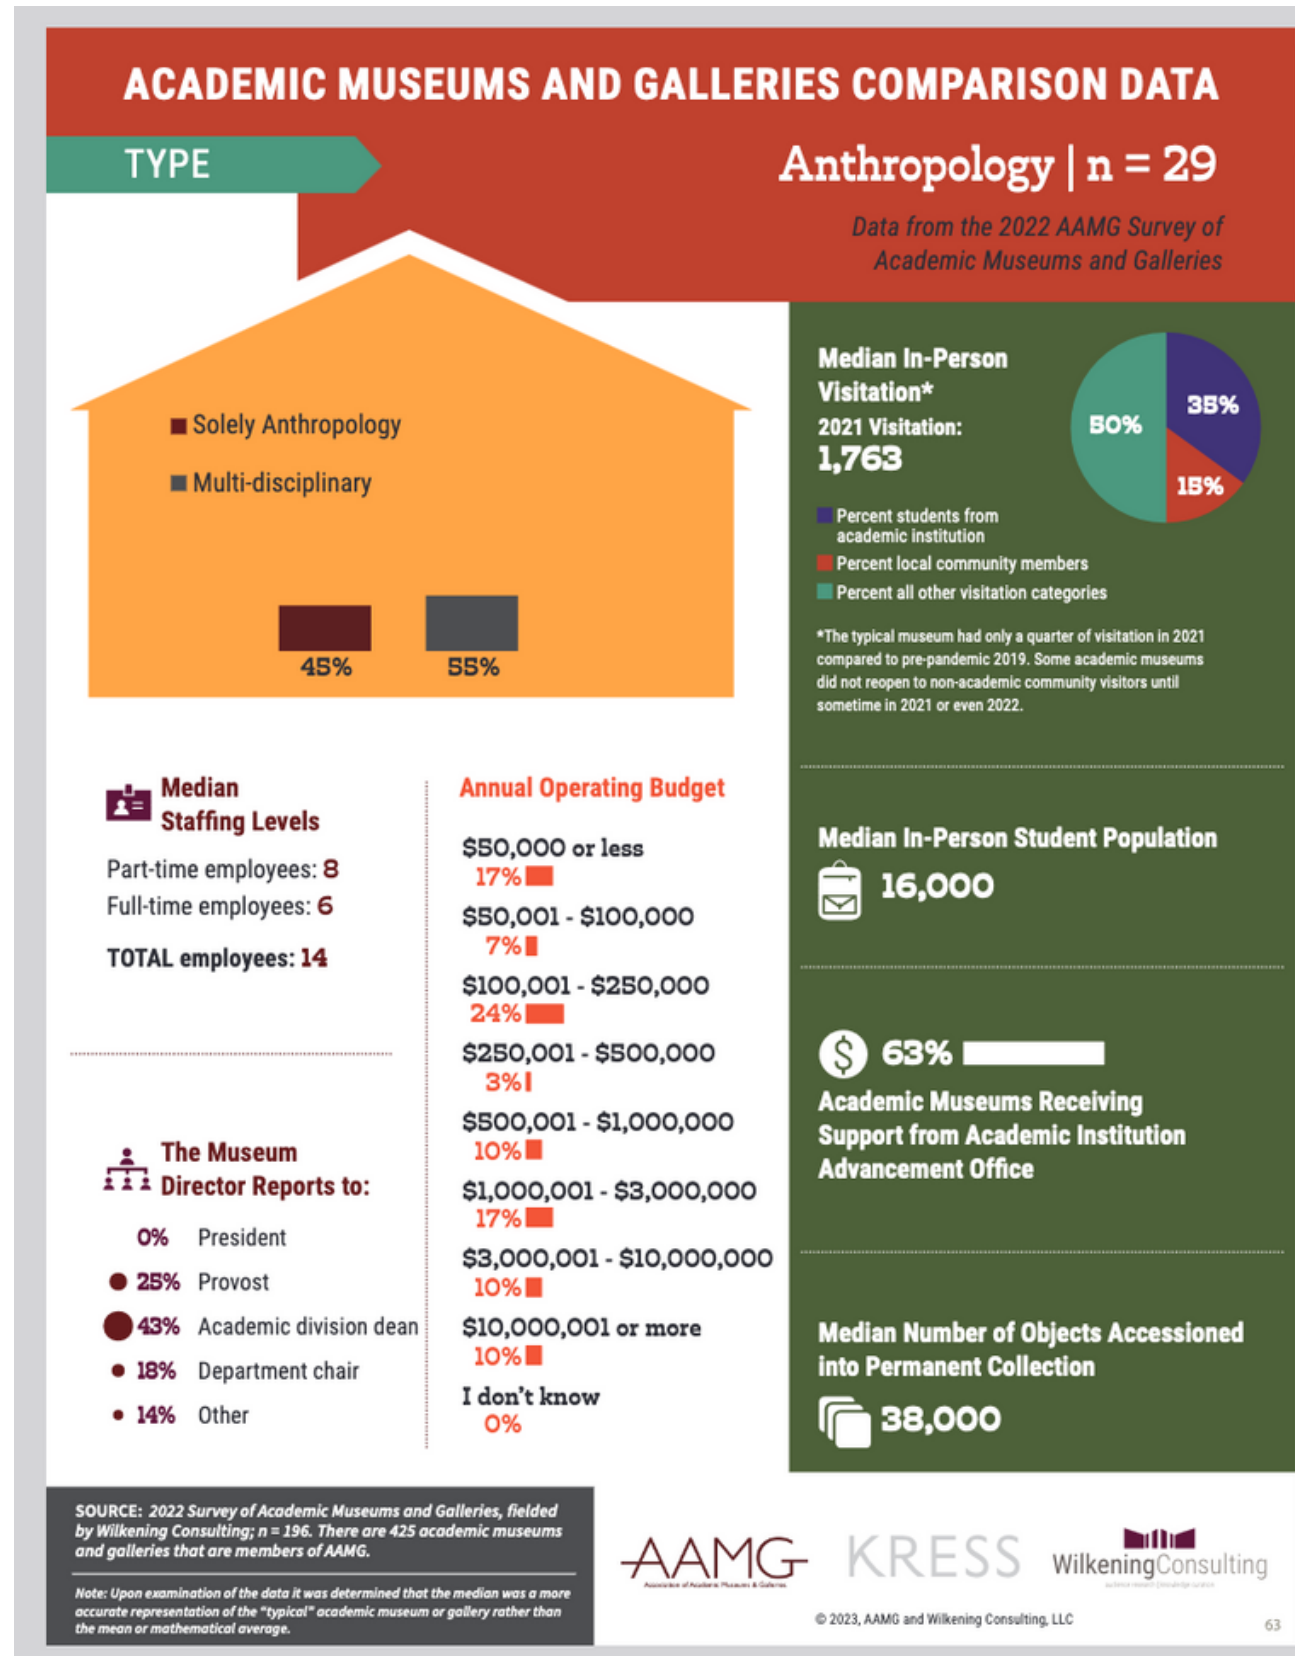 ACADEMIC MUSEUMS AND GALLERIES COMPARISON DATA
TYPE
Anthropology | n = 29
Data from the 2022 AAMG Survey of
Academic Museums and Galleries
Solely Anthropology
Multi-disciplinary
45%
55%
Median In-Person
Visitation*
2021 Visitation:
1,763
50%
35%
15%
Percent students from
academic institution
Percent local community members
Percent all other visitation categories
*The typical museum had only a quarter of visitation in 2021
compared to pre-pandemic 2019. Some academic museums
did not reopen to non-academic community visitors until
sometime in 2021 or even 2022.
Median
Staffing Levels
Part-time employees: 8
Full-time employees: 6
TOTAL employees: 14
The Museum
Director Reports to:
0% President
25% Provost
43% Academic division dean
18% Department chair
14% Other
Annual Operating Budget
$50,000 or less
17%
$50,001 - $100,000
7%
$100,001 - $250,000
24%
$250,001 - $500,000
3%
$500,001 - $1,000,000
10%
$1,000,001 - $3,000,000
17%
$3,000,001 - $10,000,000
10%
$10,000,001 or more
10%
I don't know
0%
Median In-Person Student Population
16,000
$ 63%
Academic Museums Receiving
Support from Academic Institution
Advancement Office
Median Number of Objects Accessioned
into Permanent Collection
38,000
SOURCE: 2022 Survey of Academic Museums and Galleries, fielded
by Wilkening Consulting; n = 196. There are 425 academic museums
and galleries that are members of AAMG.
Note: Upon examination of the data it was determined that the median was a more
accurate representation of the "typical" academic museum or gallery rather than
the mean or mathematical average.
AAMG
Association of Academic Museums & Galleries
KRESS
WilkeningConsulting
© 2023, AAMG and Wilkening Consulting, LLC
63